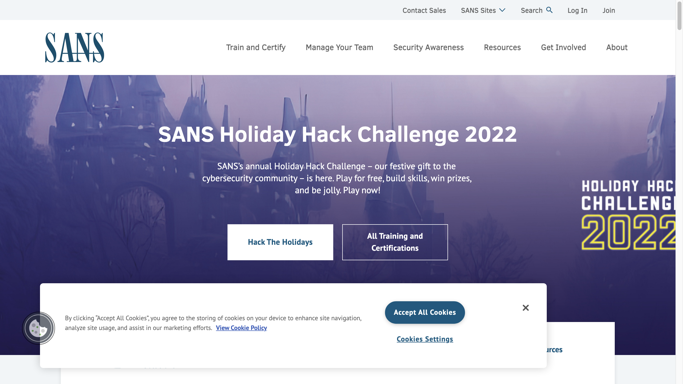 Contact Sales
SANS Sites
Search
Log In
Join
SANS
Train and Certify
Manage Your Team
Security Awareness
Resources
Get Involved
About
SANS Holiday Hack Challenge 2022
SANS's annual Holiday Hack Challenge – our festive gift to the
cybersecurity community – is here. Play for free, build skills, win prizes,
and be jolly. Play now!
HOLIDAY HAC
CHALLENG
2022
Hack The Holidays
All Training and
Certifications
By clicking "Accept All Cookies", you agree to the storing of cookies on your device to enhance site navigation,
analyze site usage, and assist in our marketing efforts. View Cookie Policy
Accept All Cookies
Cookies Settings
urces